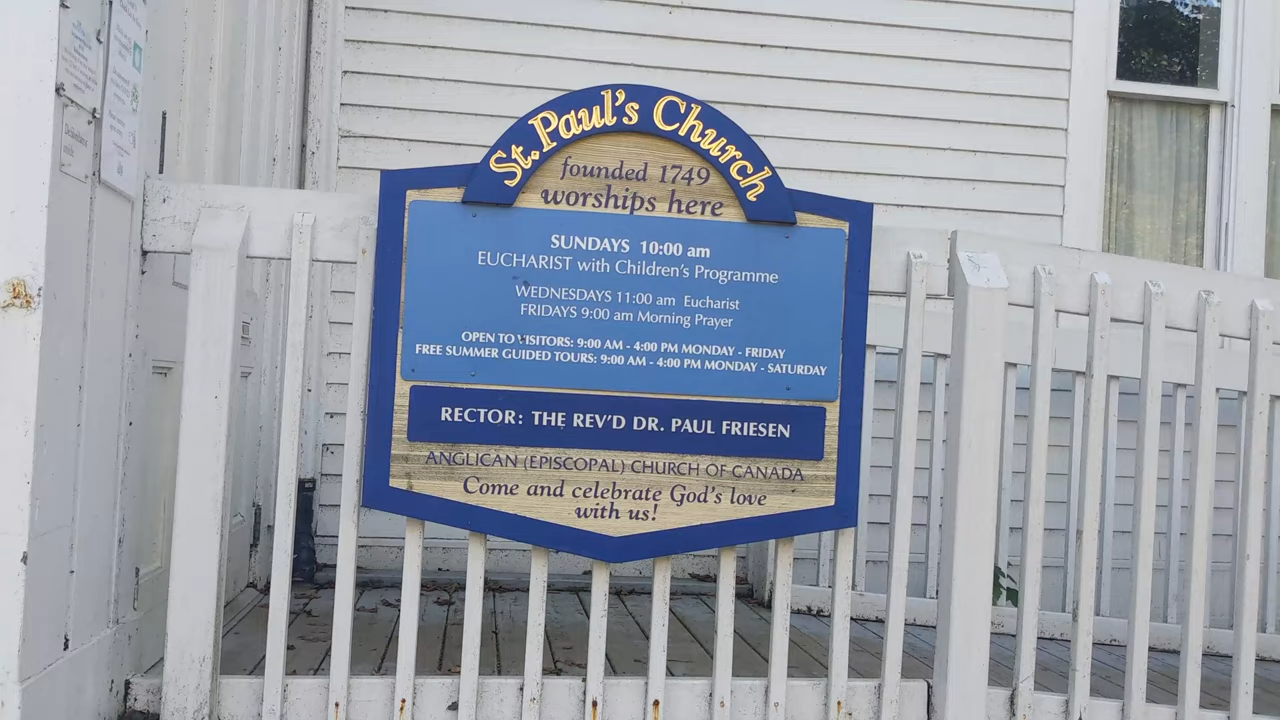 St. Paul's Church
founded 1749
worships here
SUNDAYS 10:00 am
EUCHARIST with Children's Programme
WEDNESDAYS 11:00 am Eucharist
FRIDAYS 9:00 am Morning Prayer
OPEN TO VISITORS: 9:00 AM - 4:00 PM MONDAY - FRIDAY
FREE SUMMER GUIDED TOURS: 9:00 AM - 4:00 PM MONDAY - SATURDAY
RECTOR: THE REV'D DR. PAUL FRIESEN
ANGLICAN (EPISCOPAL) CHURCH OF CANADA
Come and celebrate God's love
with us!